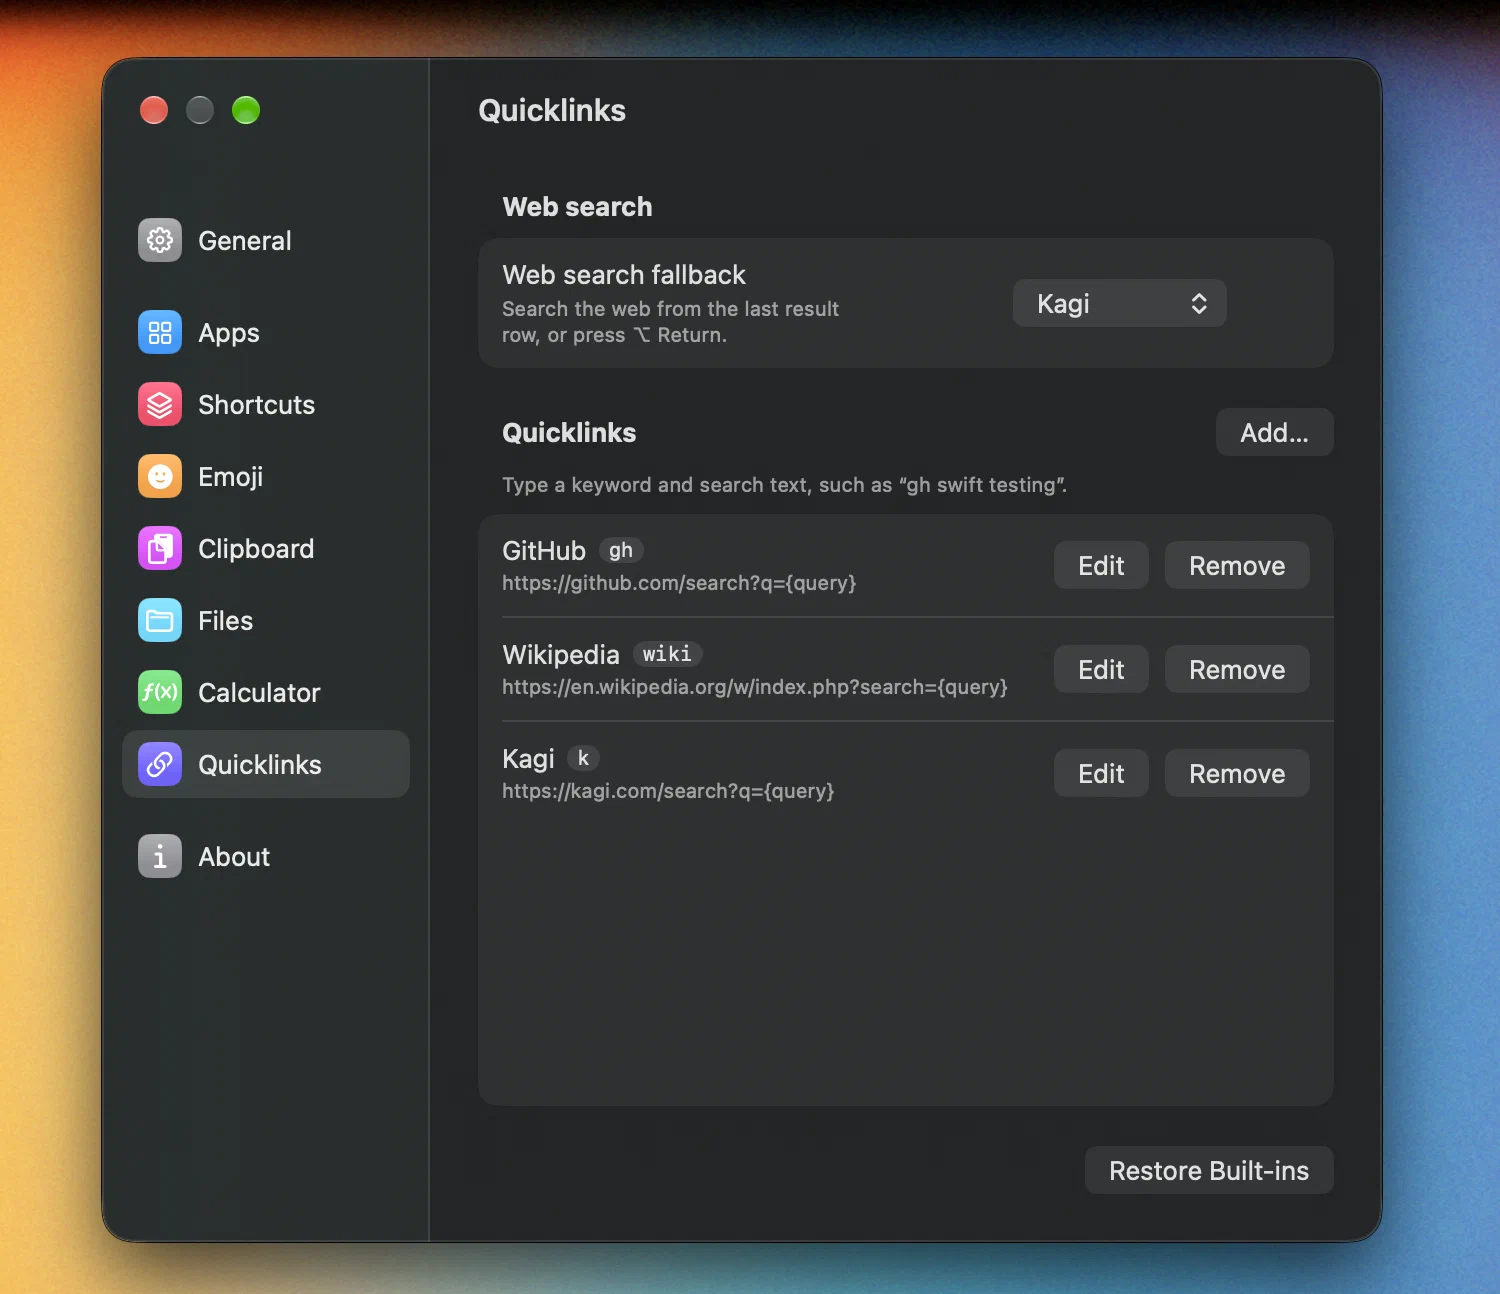 Quicklinks
General
Apps
Shortcuts
Emoji
Clipboard
Files
f(x) Calculator
Quicklinks
i About
Web search
Web search fallback
Search the web from the last result
row, or press ⌥ Return.
Kagi
Quicklinks
Add...
Type a keyword and search text, such as “gh swift testing”.
GitHub gh
https://github.com/search?q={query}
Edit Remove
Wikipedia wiki
https://en.wikipedia.org/w/index.php?search={query}
Edit Remove
Kagi k
https://kagi.com/search?q={query}
Edit Remove
Restore Built-ins